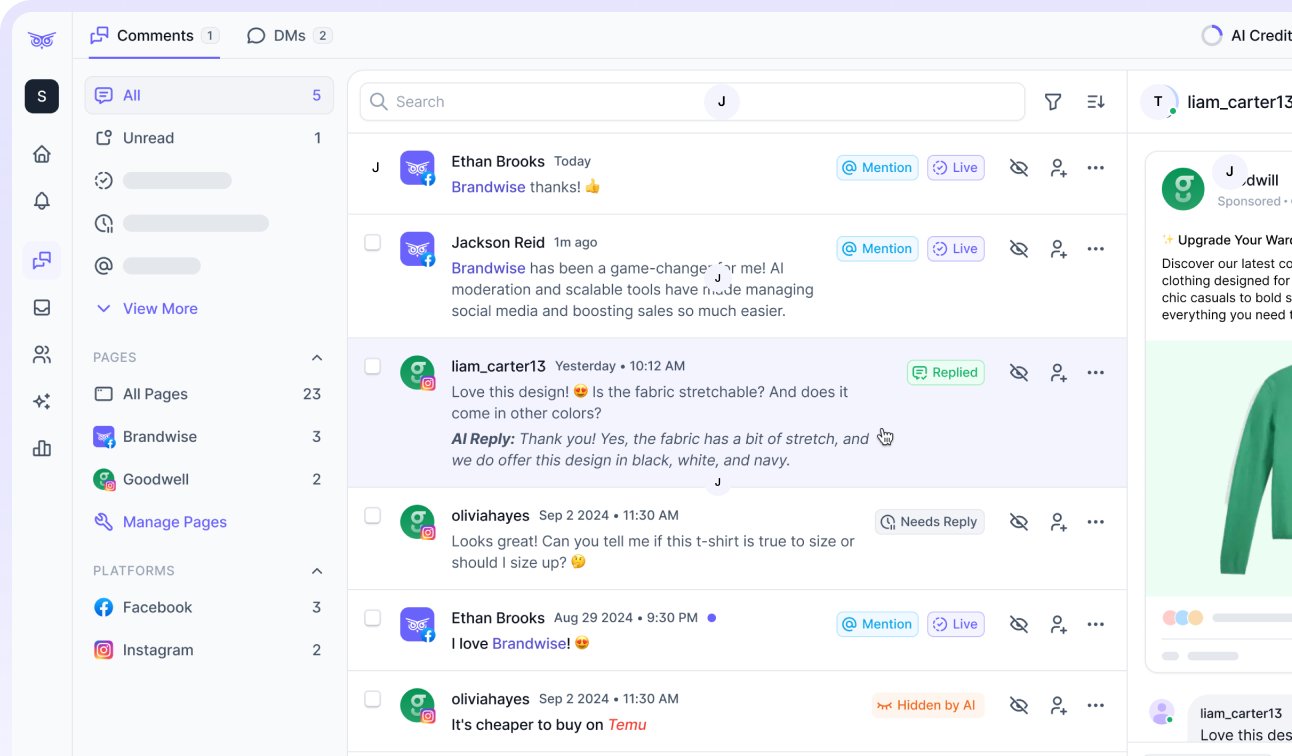 Comments 1
DMs 2
AI Credit
S
All 5
Unread 1
View More
PAGES
All Pages 23
Brandwise 3
Goodwell 2
Manage Pages
PLATFORMS
Facebook 3
Instagram 2
Search
J
J
Ethan Brooks Today
Brandwise thanks! 👍
Mention
Live
Jackson Reid 1m ago
Brandwise has been a game-changer for me! AI
moderation and scalable tools have made managing
social media and boosting sales so much easier.
J
Mention
Live
liam_carter13 Yesterday • 10:12 AM
Love this design! 😍 Is the fabric stretchable? And does it
come in other colors?
AI Reply: Thank you! Yes, the fabric has a bit of stretch, and
we do offer this design in black, white, and navy.
Replied
J
oliviahayes Sep 2 2024 • 11:30 AM
Looks great! Can you tell me if this t-shirt is true to size or
should I size up? 🤔
Needs Reply
Ethan Brooks Aug 29 2024 • 9:30 PM
I love Brandwise! 😍
Mention
Live
oliviahayes Sep 2 2024 • 11:30 AM
It's cheaper to buy on Temu
Hidden by AI
T
liam_carter13
g
J
dwill
Sponsored •
✨ Upgrade Your Ward
Discover our latest co
clothing designed for
chic casuals to bold s
everything you need t
liam_carter13
Love this des